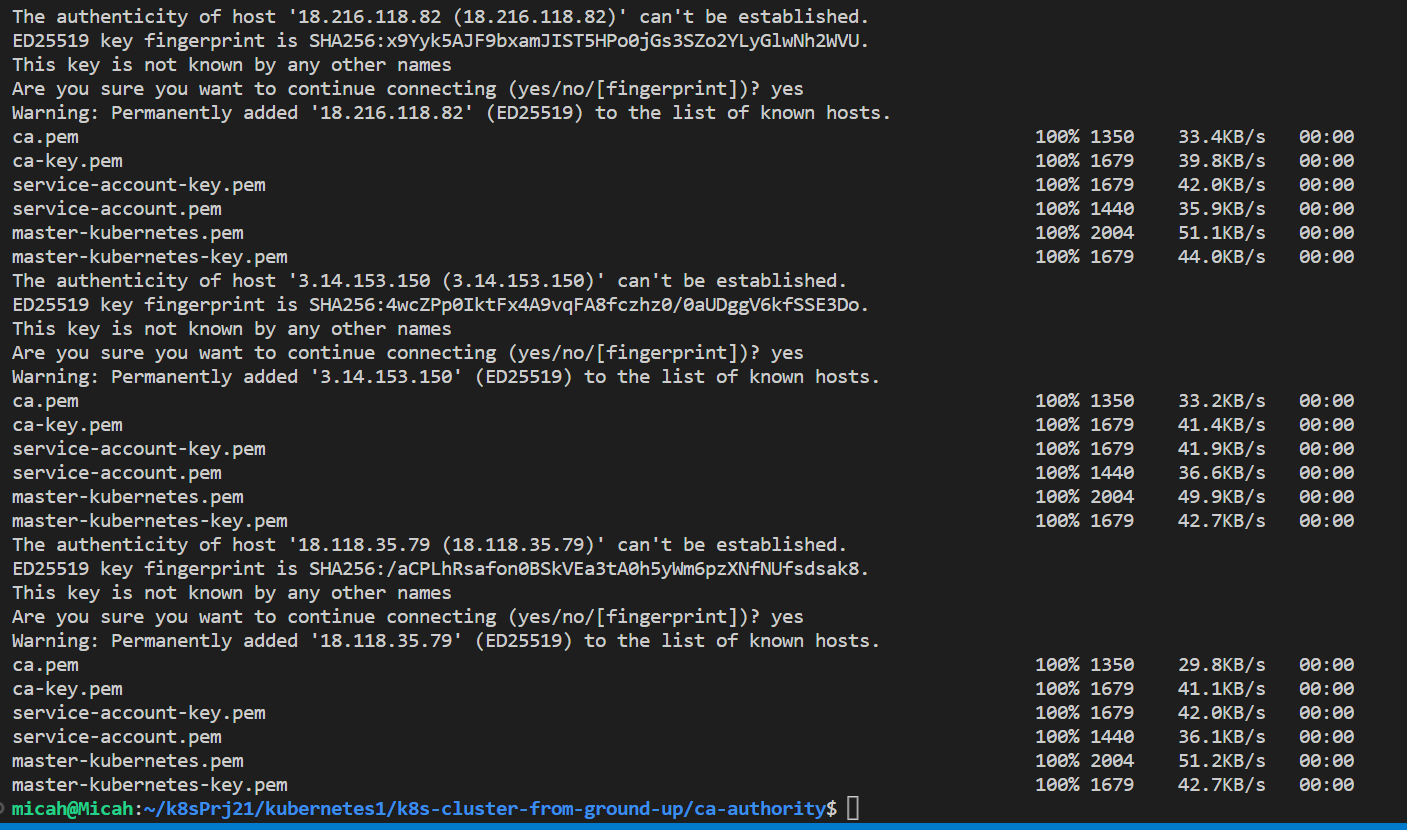 The authenticity of host '18.216.118.82 (18.216.118.82)' can't be established.
ED25519 key fingerprint is SHA256:x9Yyk5AJF9bxamJIST5HPo0jGs3SZo2YLyGlwNh2WVU.
This key is not known by any other names
Are you sure you want to continue connecting (yes/no/[fingerprint])? yes
Warning: Permanently added '18.216.118.82' (ED25519) to the list of known hosts.
ca.pem 100% 1350 33.4KB/s 00:00
ca-key.pem 100% 1679 39.8KB/s 00:00
service-account-key.pem 100% 1679 42.0KB/s 00:00
service-account.pem 100% 1440 35.9KB/s 00:00
master-kubernetes.pem 100% 2004 51.1KB/s 00:00
master-kubernetes-key.pem 100% 1679 44.0KB/s 00:00
The authenticity of host '3.14.153.150 (3.14.153.150)' can't be established.
ED25519 key fingerprint is SHA256:4wcZPp0IktFx4A9vqFA8fczhz0/0aUDggV6kfSSE3Do.
This key is not known by any other names
Are you sure you want to continue connecting (yes/no/[fingerprint])? yes
Warning: Permanently added '3.14.153.150' (ED25519) to the list of known hosts.
ca.pem 100% 1350 33.2KB/s 00:00
ca-key.pem 100% 1679 41.4KB/s 00:00
service-account-key.pem 100% 1679 41.9KB/s 00:00
service-account.pem 100% 1440 36.6KB/s 00:00
master-kubernetes.pem 100% 2004 49.9KB/s 00:00
master-kubernetes-key.pem 100% 1679 42.7KB/s 00:00
The authenticity of host '18.118.35.79 (18.118.35.79)' can't be established.
ED25519 key fingerprint is SHA256:/aCPLhRsafon0BSkVEa3tA0h5yWm6pzXNfNUfsdsak8.
This key is not known by any other names
Are you sure you want to continue connecting (yes/no/[fingerprint])? yes
Warning: Permanently added '18.118.35.79' (ED25519) to the list of known hosts.
ca.pem 100% 1350 29.8KB/s 00:00
ca-key.pem 100% 1679 41.1KB/s 00:00
service-account-key.pem 100% 1679 42.0KB/s 00:00
service-account.pem 100% 1440 36.1KB/s 00:00
master-kubernetes.pem 100% 2004 51.2KB/s 00:00
master-kubernetes-key.pem 100% 1679 42.7KB/s 00:00
micah@Micah:~/k8sPrj21/kubernetes1/k8s-cluster-from-ground-up/ca-authority$